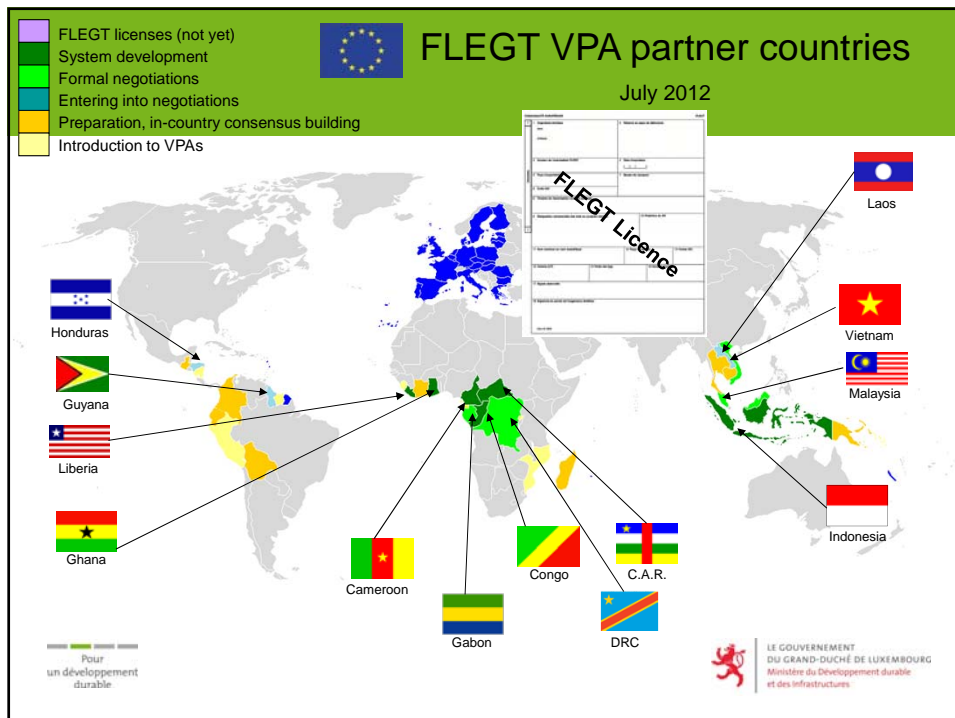 FLEGT licenses (not yet)
System development
Formal negotiations
Entering into negotiations
Preparation, in-country consensus building
Introduction to VPAs
FLEGT VPA partner countries
July 2012
FLEGT Licence
Laos
Honduras
Vietnam
Guyana
Malaysia
Liberia
Indonesia
Ghana
Cameroon
Congo
C.A.R.
Gabon
DRC
Pour
un développement
durable
LE GOUVERNEMENT
DU GRAND-DUCHÉ DE LUXEMBOURG
Ministère du Développement durable
et des Infrastructures